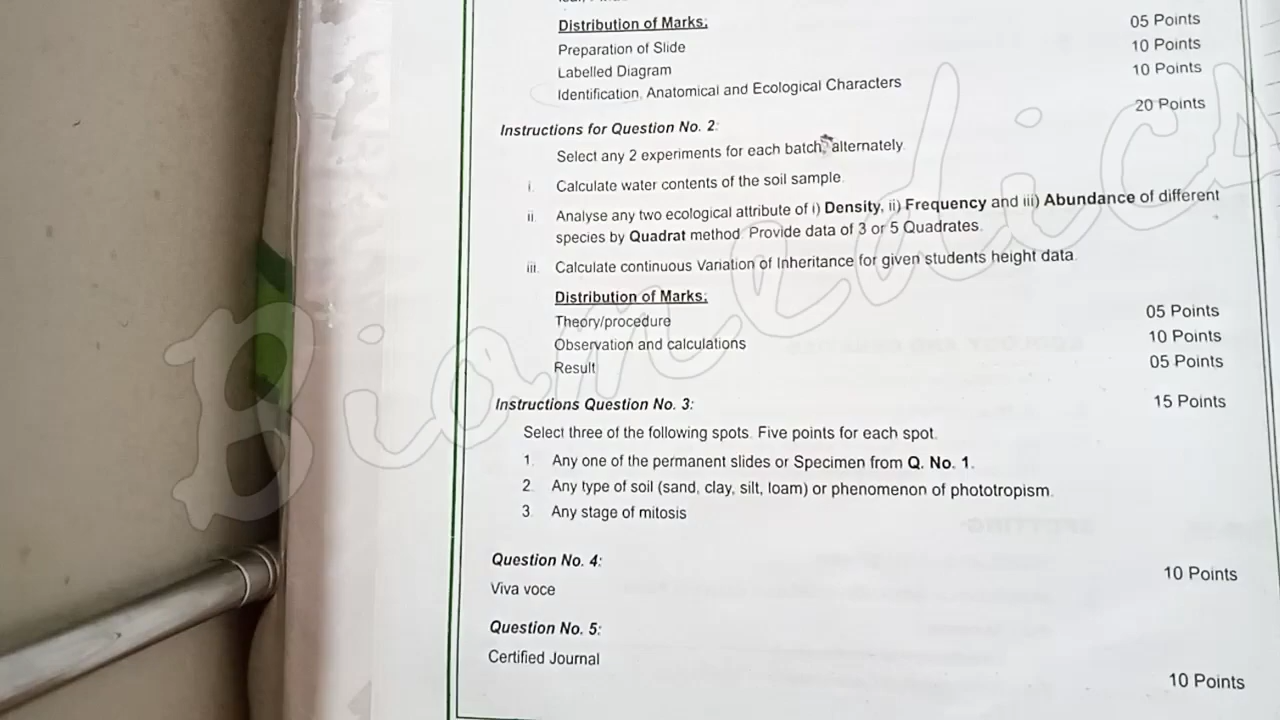 Distribution of Marks:
05 Points
Preparation of Slide
10 Points
Labelled Diagram
10 Points
Identification, Anatomical and Ecological Characters
20 Points
Instructions for Question No. 2:
Select any 2 experiments for each batch, alternately.
i. Calculate water contents of the soil sample.
ii. Analyse any two ecological attribute of i) Density, ii) Frequency and iii) Abundance of different
species by Quadrat method. Provide data of 3 or 5 Quadrates.
iii. Calculate continuous Variation of Inheritance for given students height data.
Distribution of Marks:
Theory/procedure 05 Points
Observation and calculations 10 Points
Result 05 Points
Instructions Question No. 3: 15 Points
Select three of the following spots. Five points for each spot.
1. Any one of the permanent slides or Specimen from Q. No. 1.
2. Any type of soil (sand, clay, silt, loam) or phenomenon of phototropism.
3. Any stage of mitosis
Question No. 4:
Viva voce 10 Points
Question No. 5:
Certified Journal
10 Points
Biomedics